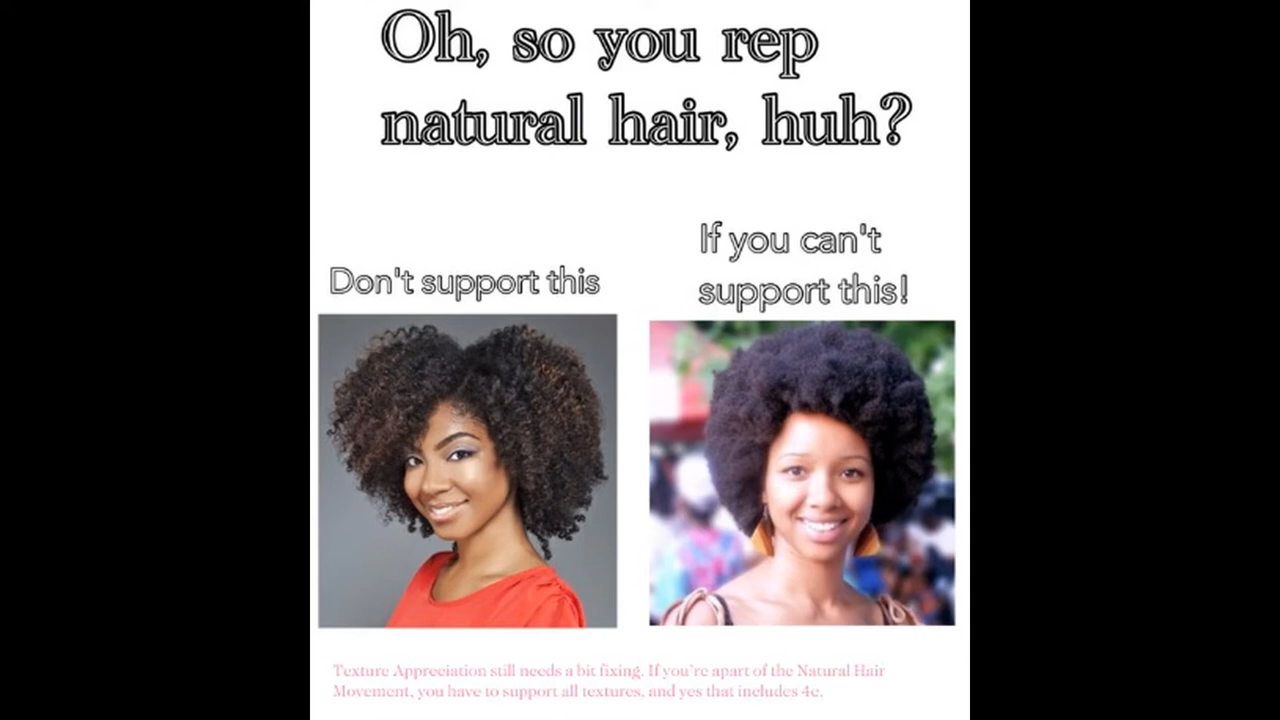 Oh, so you rep
natural hair, huh?
Don't support this
If you can't
support this!
Texture Appreciation still needs a bit fixing. If you're apart of the Natural Hair
Movement, you have to support all textures, and yes that includes 4c.